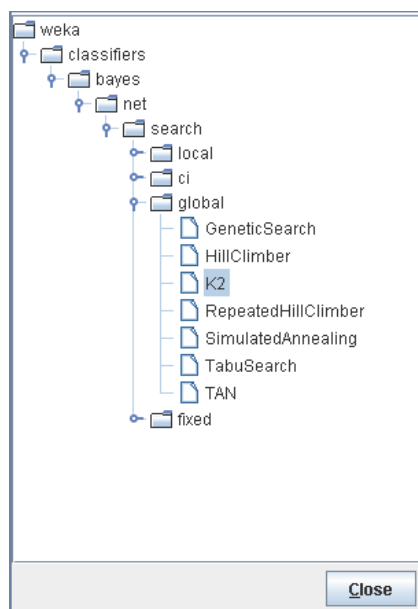 weka
classifiers
bayes
net
search
local
ci
global
GeneticSearch
HillClimber
K2
RepeatedHillClimber
SimulatedAnnealing
TabuSearch
TAN
fixed
Close